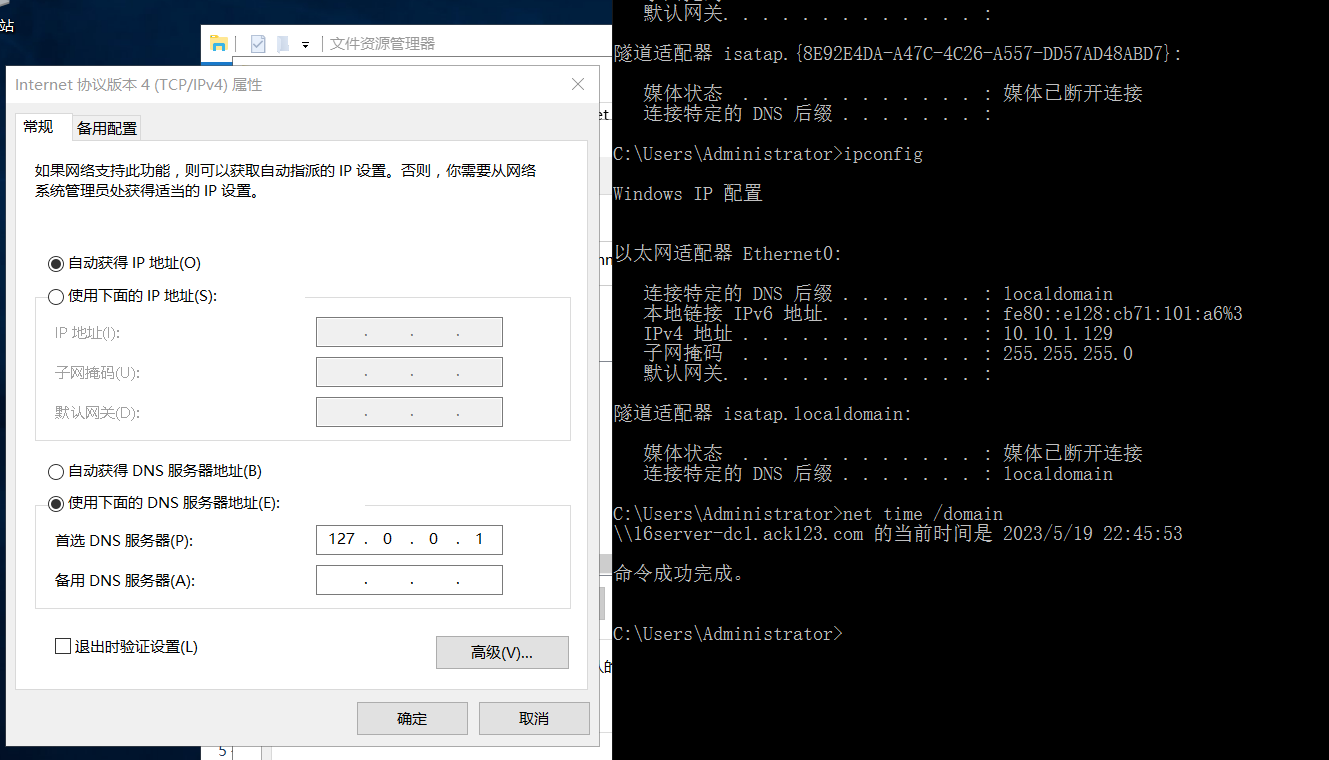 站
文件资源管理器
Internet 协议版本 4 (TCP/IPv4) 属性
常规
备用配置
如果网络支持此功能，则可以获取自动指派的 IP 设置。否则，你需要从网络
系统管理员处获得适当的 IP 设置。
自动获得 IP 地址(O)
使用下面的 IP 地址(S):
IP 地址(I):
子网掩码(U):
默认网关(D):
自动获得 DNS 服务器地址(B)
使用下面的 DNS 服务器地址(E):
首选 DNS 服务器(P): 127 . 0 . 0 . 1
备用 DNS 服务器(A):
退出时验证设置(L)
高级(V)...
确定
取消
5
默认网关. . . . . . . . . . . . . :
隧道适配器 isatap.{8E92E4DA-A47C-4C26-A557-DD57AD48ABD7}:
媒体状态 . . . . . . . . . . . . : 媒体已断开连接
连接特定的 DNS 后缀 . . . . . . . :
C:\Users\Administrator>ipconfig
Windows IP 配置
以太网适配器 Ethernet0:
连接特定的 DNS 后缀 . . . . . . . : localdomain
本地链接 IPv6 地址. . . . . . . . : fe80::e128:cb71:101:a6%3
IPv4 地址 . . . . . . . . . . . . : 10.10.1.129
子网掩码 . . . . . . . . . . . . : 255.255.255.0
默认网关. . . . . . . . . . . . . :
隧道适配器 isatap.localdomain:
媒体状态 . . . . . . . . . . . . : 媒体已断开连接
连接特定的 DNS 后缀 . . . . . . . : localdomain
C:\Users\Administrator>net time /domain
\\16server-dc1.ack123.com 的当前时间是 2023/5/19 22:45:53
命令成功完成。
C:\Users\Administrator>